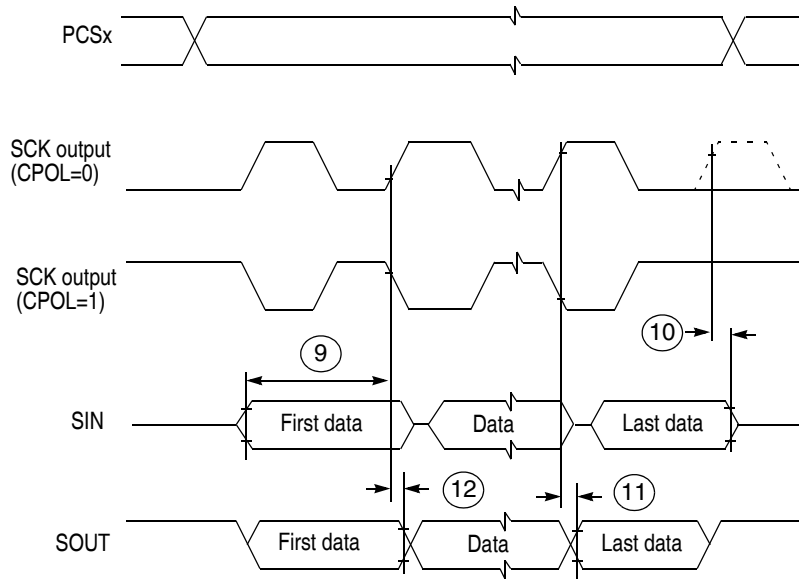 PCSx
SCK output
(CPOL=0)
SCK output
(CPOL=1)
9
10
SIN
First data
Data
Last data
12
11
SOUT
First data
Data
Last data